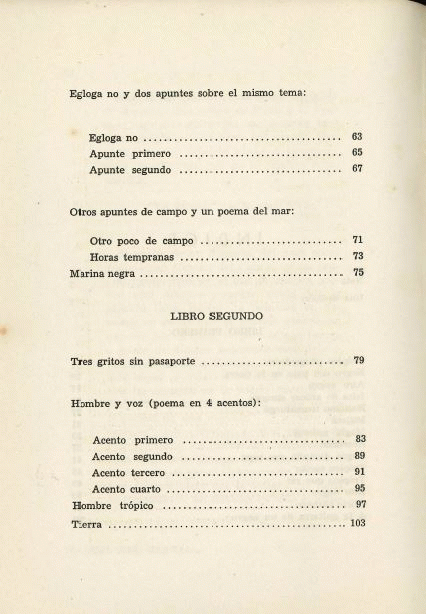 Egloga no y dos apuntes sobre el mismo tema:
Egloga no ........................................ 63
Apunte primero ................................ 65
Apunte segundo ................................ 67
Otros apuntes de campo y un poema del mar:
Otro poco de campo ............................ 71
Horas tempranas ................................ 73
Marina negra ........................................ 75
LIBRO SEGUNDO
Tres gritos sin pasaporte ............................ 79
Hombre y voz (poema en 4 acentos):
Acento primero ................................ 83
Acento segundo ................................ 89
Acento tercero ................................ 91
Acento cuarto ................................ 95
Hombre trópico ................................ 97
Tierra ................................................ 103